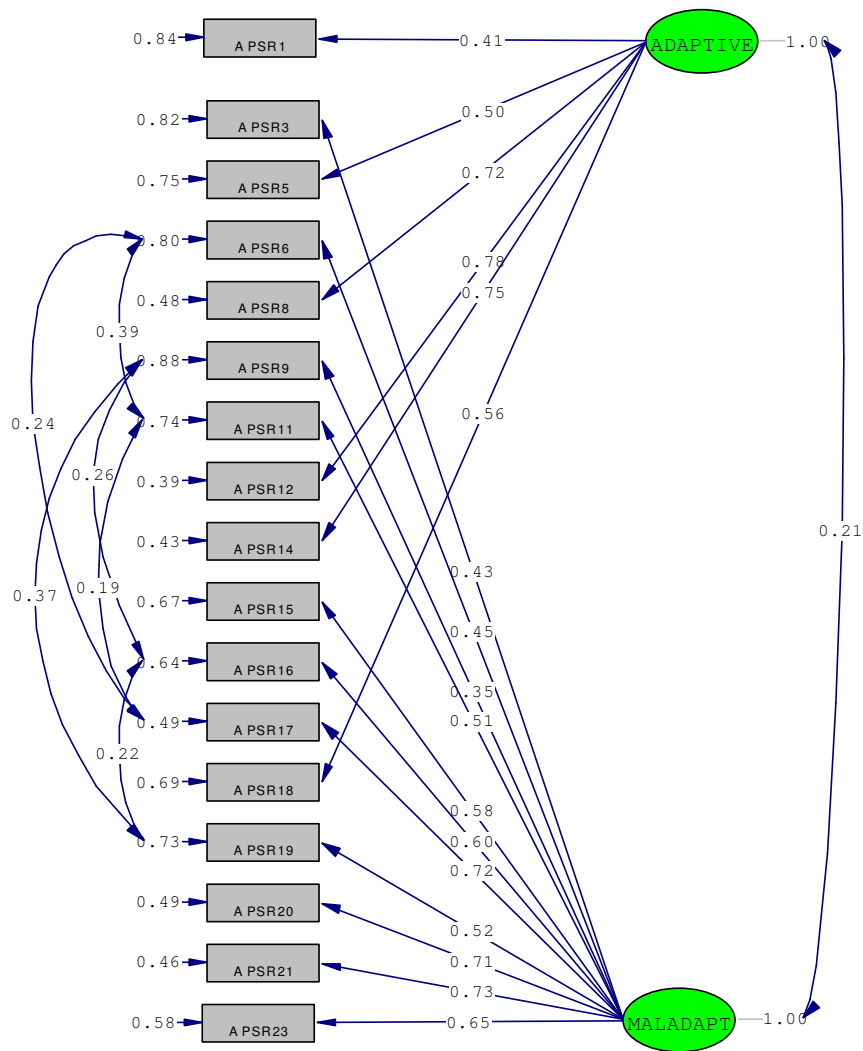 0.84 APSR1 0.41 ADAPTIVE 1.00
0.82 APSR3
0.50
0.75 APSR5
0.72
0.80 APSR6
0.78
0.48 APSR8
0.75
0.39
0.88 APSR9
0.56
0.74 APSR11
0.24
0.26
0.39 APSR12
0.21
0.43 APSR14
0.43
0.19
0.37
0.67 APSR15
0.45
0.64 APSR16
0.35
0.49 APSR17
0.51
0.22
0.69 APSR18
0.58
0.73 APSR19
0.60
0.72
0.49 APSR20
0.52
0.46 APSR21
0.71
0.73
0.58 APSR23 0.65 MALADAPT 1.00